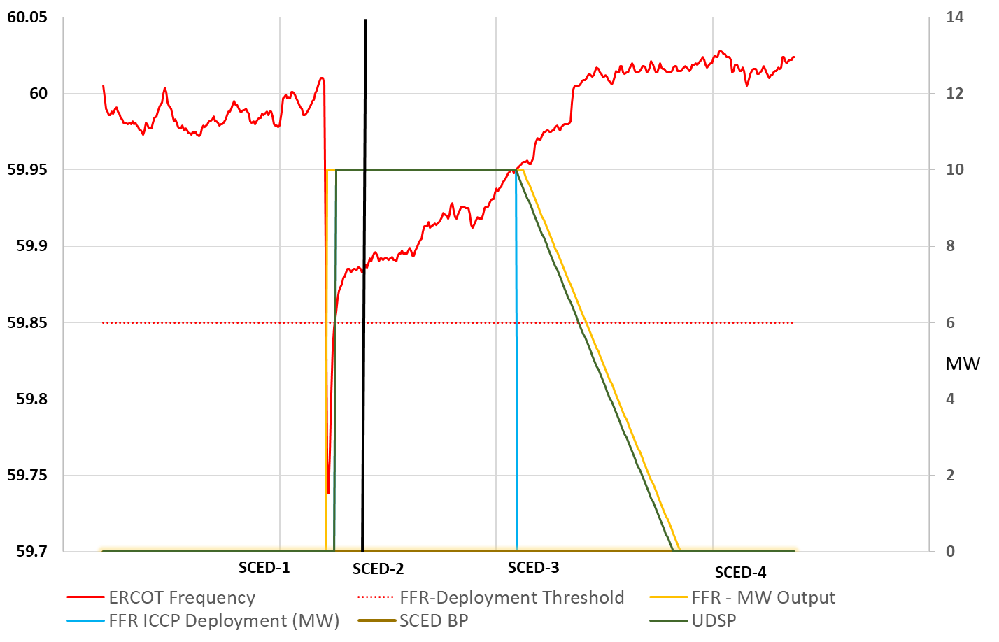 60.05
14
60
12
59.95
10
59.9
8
59.85
6
MW
59.8
4
59.75
2
59.7
0
SCED-1
SCED-2
SCED-3
SCED-4
ERCOT Frequency
FFR-Deployment Threshold
FFR - MW Output
FFR ICCP Deployment (MW)
SCED BP
UDSP